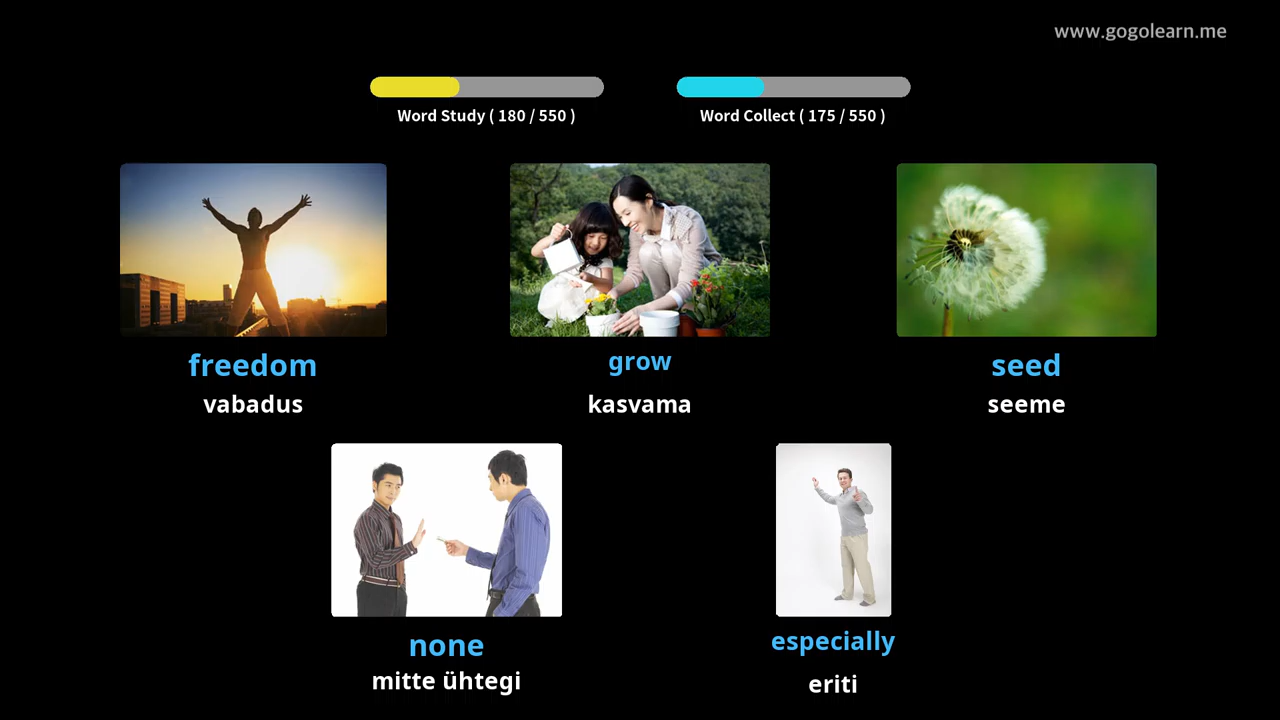 www.gogolearn.me
Word Study ( 180 / 550 )
Word Collect ( 175 / 550 )
freedom
vabadus
grow
kasvama
seed
seeme
none
mitte ühtegi
especially
eriti